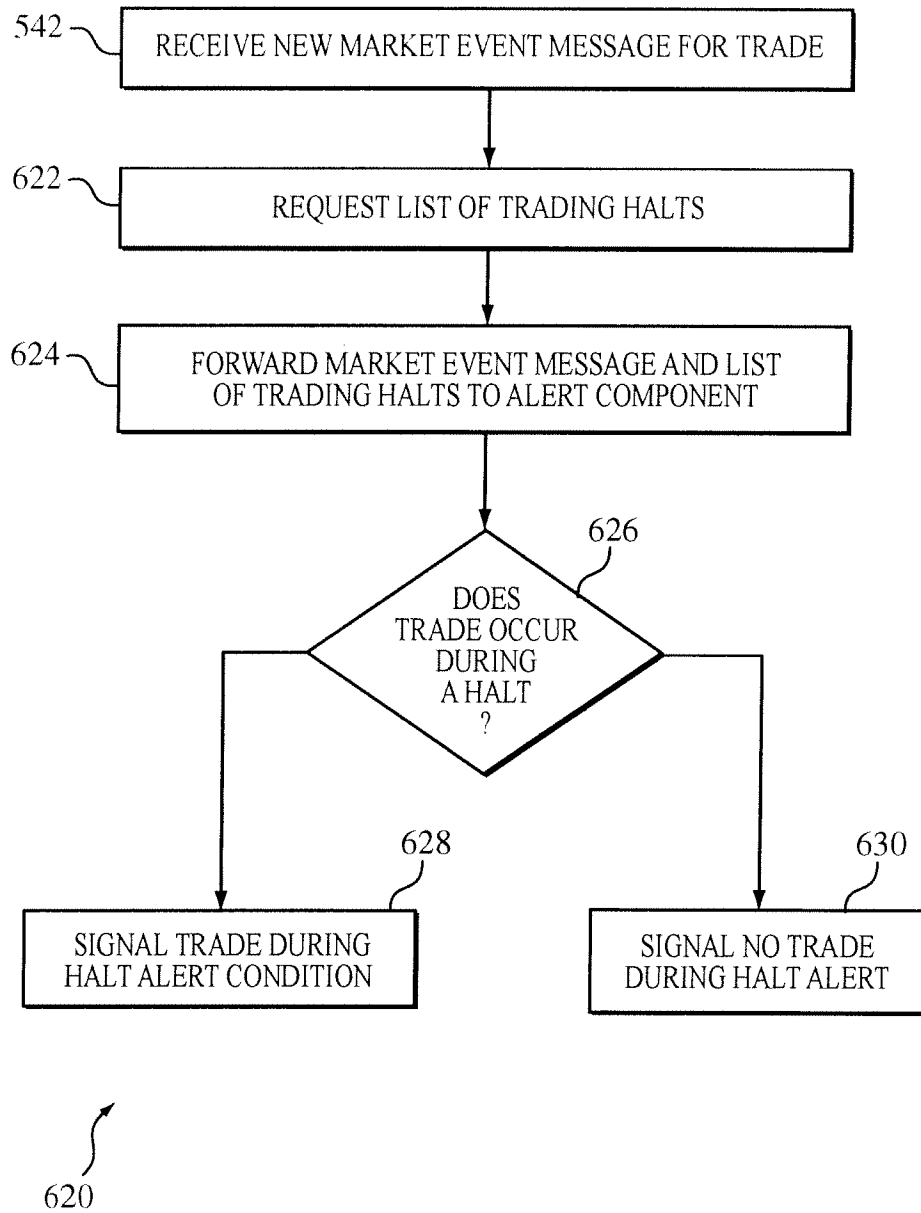 542
RECEIVE NEW MARKET EVENT MESSAGE FOR TRADE
622
REQUEST LIST OF TRADING HALTS
624
FORWARD MARKET EVENT MESSAGE AND LIST
OF TRADING HALTS TO ALERT COMPONENT
626
DOES
TRADE OCCUR
DURING
A HALT
?
628
SIGNAL TRADE DURING
HALT ALERT CONDITION
630
SIGNAL NO TRADE
DURING HALT ALERT
620